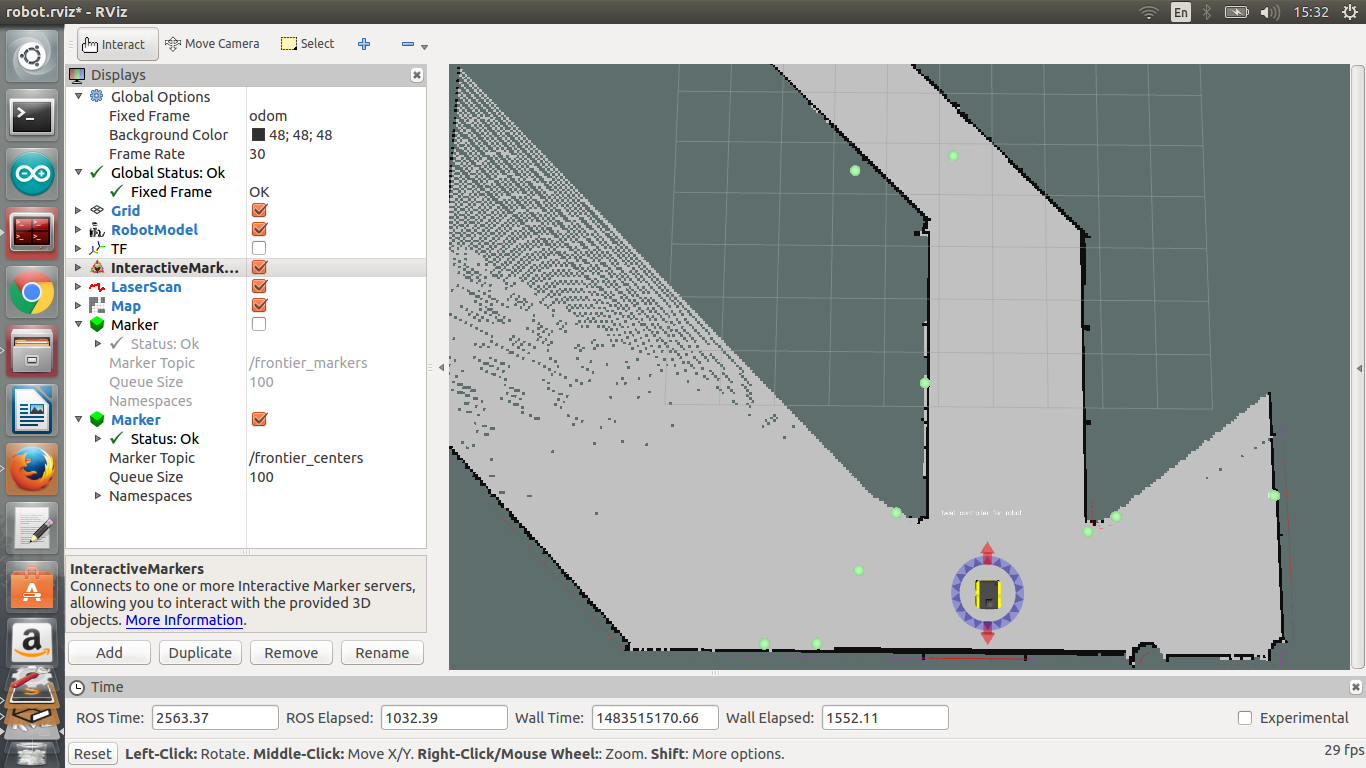 robot.rviz* - RViz
En
15:32
Interact
Move Camera
Select
Displays
Global Options
Fixed Frame odom
Background Color 48; 48; 48
Frame Rate 30
Global Status: Ok
Fixed Frame OK
Grid
RobotModel
TF
InteractiveMark...
LaserScan
Map
Marker
Status: Ok
Marker Topic /frontier_markers
Queue Size 100
Namespaces
Marker
Status: Ok
Marker Topic /frontier_centers
Queue Size 100
Namespaces
twist controller for robot
InteractiveMarkers
Connects to one or more Interactive Marker servers,
allowing you to interact with the provided 3D
objects. More Information.
Add Duplicate Remove Rename
Time
ROS Time: 2563.37 ROS Elapsed: 1032.39 Wall Time: 1483515170.66 Wall Elapsed: 1552.11 Experimental
Reset Left-Click: Rotate. Middle-Click: Move X/Y. Right-Click/Mouse Wheel:: Zoom. Shift: More options. 29 fps